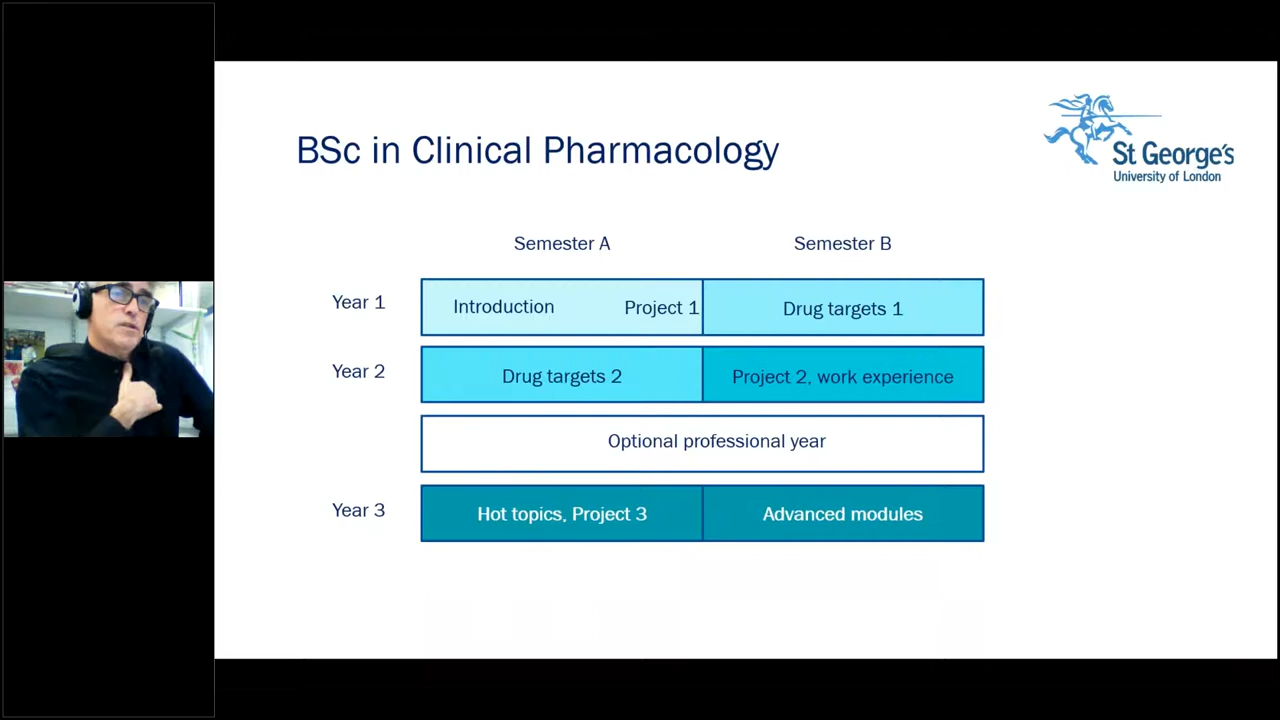 BSc in Clinical Pharmacology
St George's
University of London
Semester A Semester B
Year 1 Introduction Project 1 Drug targets 1
Year 2 Drug targets 2 Project 2, work experience
Optional professional year
Year 3 Hot topics, Project 3 Advanced modules